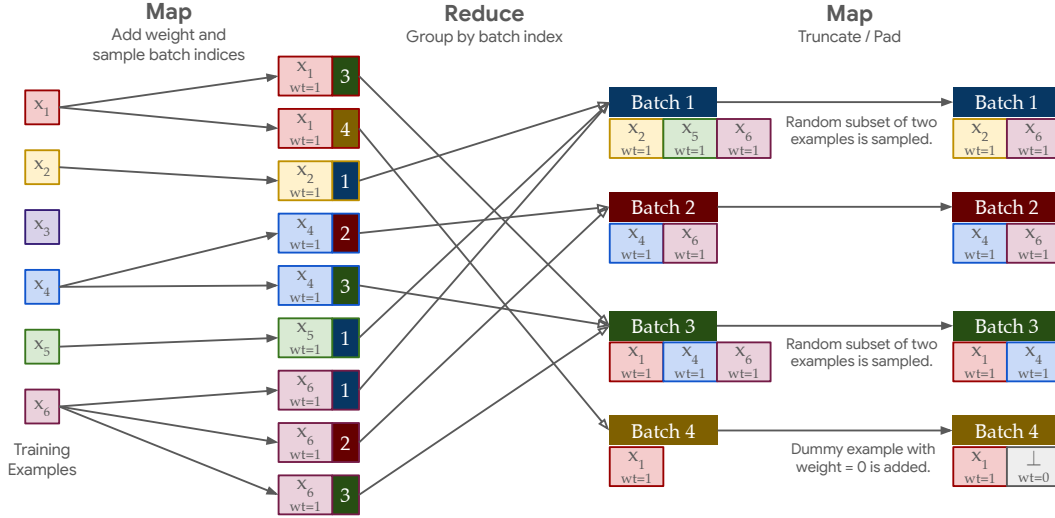 Map
Add weight and
sample batch indices
Reduce
Group by batch index
Map
Truncate / Pad
x1
x2
x3
x4
x5
x6
Training
Examples
x1
wt=1
3
x1
wt=1
4
x2
wt=1
1
x4
wt=1
2
x4
wt=1
3
x5
wt=1
1
x6
wt=1
1
x6
wt=1
2
x6
wt=1
3
Batch 1
x2 x5 x6
wt=1 wt=1 wt=1
Random subset of two
examples is sampled.
Batch 1
x2 x6
wt=1 wt=1
Batch 2
x4 x6
wt=1 wt=1
Batch 2
x4 x6
wt=1 wt=1
Batch 3
x1 x4 x6
wt=1 wt=1 wt=1
Random subset of two
examples is sampled.
Batch 3
x1 x4
wt=1 wt=1
Batch 4
x1
wt=1
Dummy example with
weight = 0 is added.
Batch 4
x1 ⊥
wt=1 wt=0